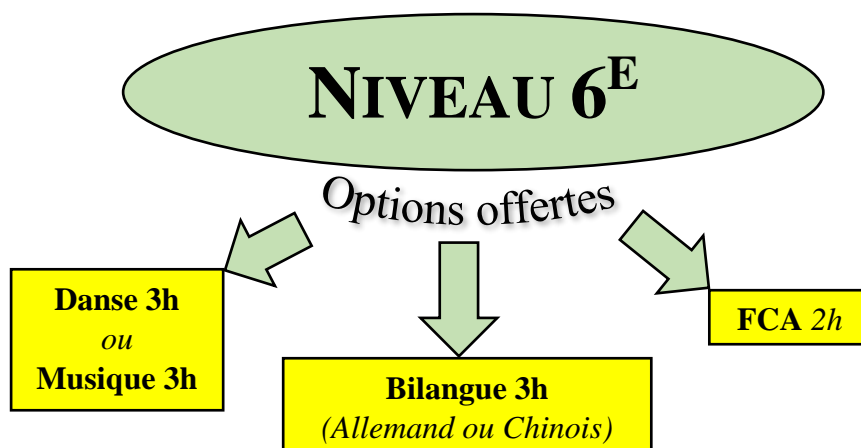 NIVEAU 6E
Options offertes
Danse 3h
ou
Musique 3h
Bilangue 3h
(Allemand ou Chinois)
FCA 2h